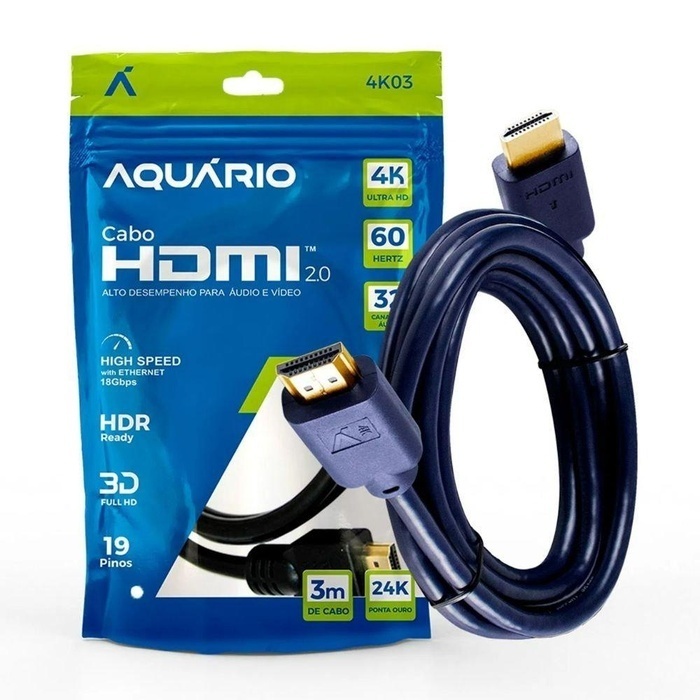 4K03
AQUÁRIO
4K
ULTRA HD
Cabo
HDMI™ 2.0
60
HERTZ
ALTO DESEMPENHO PARA ÁUDIO E VÍDEO
32
HIGH SPEED
with ETHERNET
18Gbps
HDR
Ready
3D
FULL HD
19
Pinos
3m
DE CABO
24K
PONTA OURO
HDMI